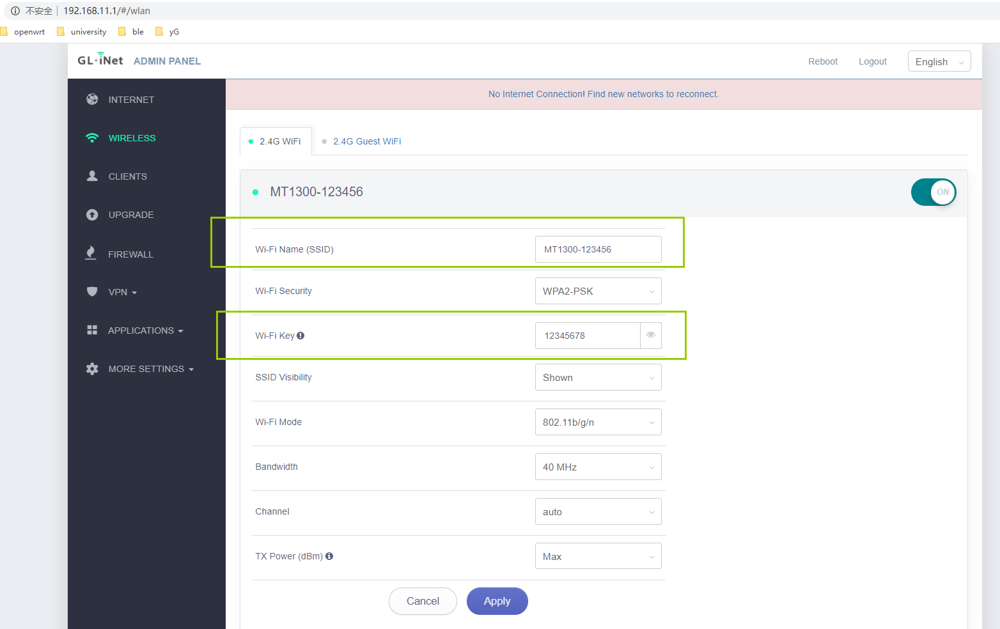 不安全 192.168.11.1/#/wlan
openwrt university ble yG
GL·iNet ADMIN PANEL Reboot Logout English
No Internet Connection! Find new networks to reconnect.
INTERNET
WIRELESS
CLIENTS
UPGRADE
FIREWALL
VPN
APPLICATIONS
MORE SETTINGS
2.4G WiFi 2.4G Guest WiFi
MT1300-123456 ON
Wi-Fi Name (SSID) MT1300-123456
Wi-Fi Security WPA2-PSK
Wi-Fi Key 12345678
SSID Visibility Shown
Wi-Fi Mode 802.11b/g/n
Bandwidth 40 MHz
Channel auto
TX Power (dBm) Max
Cancel Apply